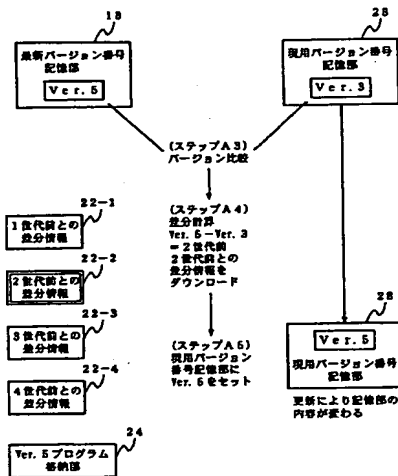 18
最新バージョン番号
記憶部
Ver.5
28
現用バージョン番号
記憶部
Ver.3
(ステップA3)
バージョン比較
(ステップA4)
差分計算
Ver.5−Ver.3
=2世代前
2世代前との
差分情報を
ダウンロード
22-1
1世代前との
差分情報
22-2
2世代前との
差分情報
22-3
3世代前との
差分情報
22-4
4世代前との
差分情報
(ステップA5)
現用バージョン
番号記憶部に
Ver.5をセット
28
Ver.5
現用バージョン番号
記憶部
更新により記憶部の
内容が変わる
24
Ver.5プログラム
格納部